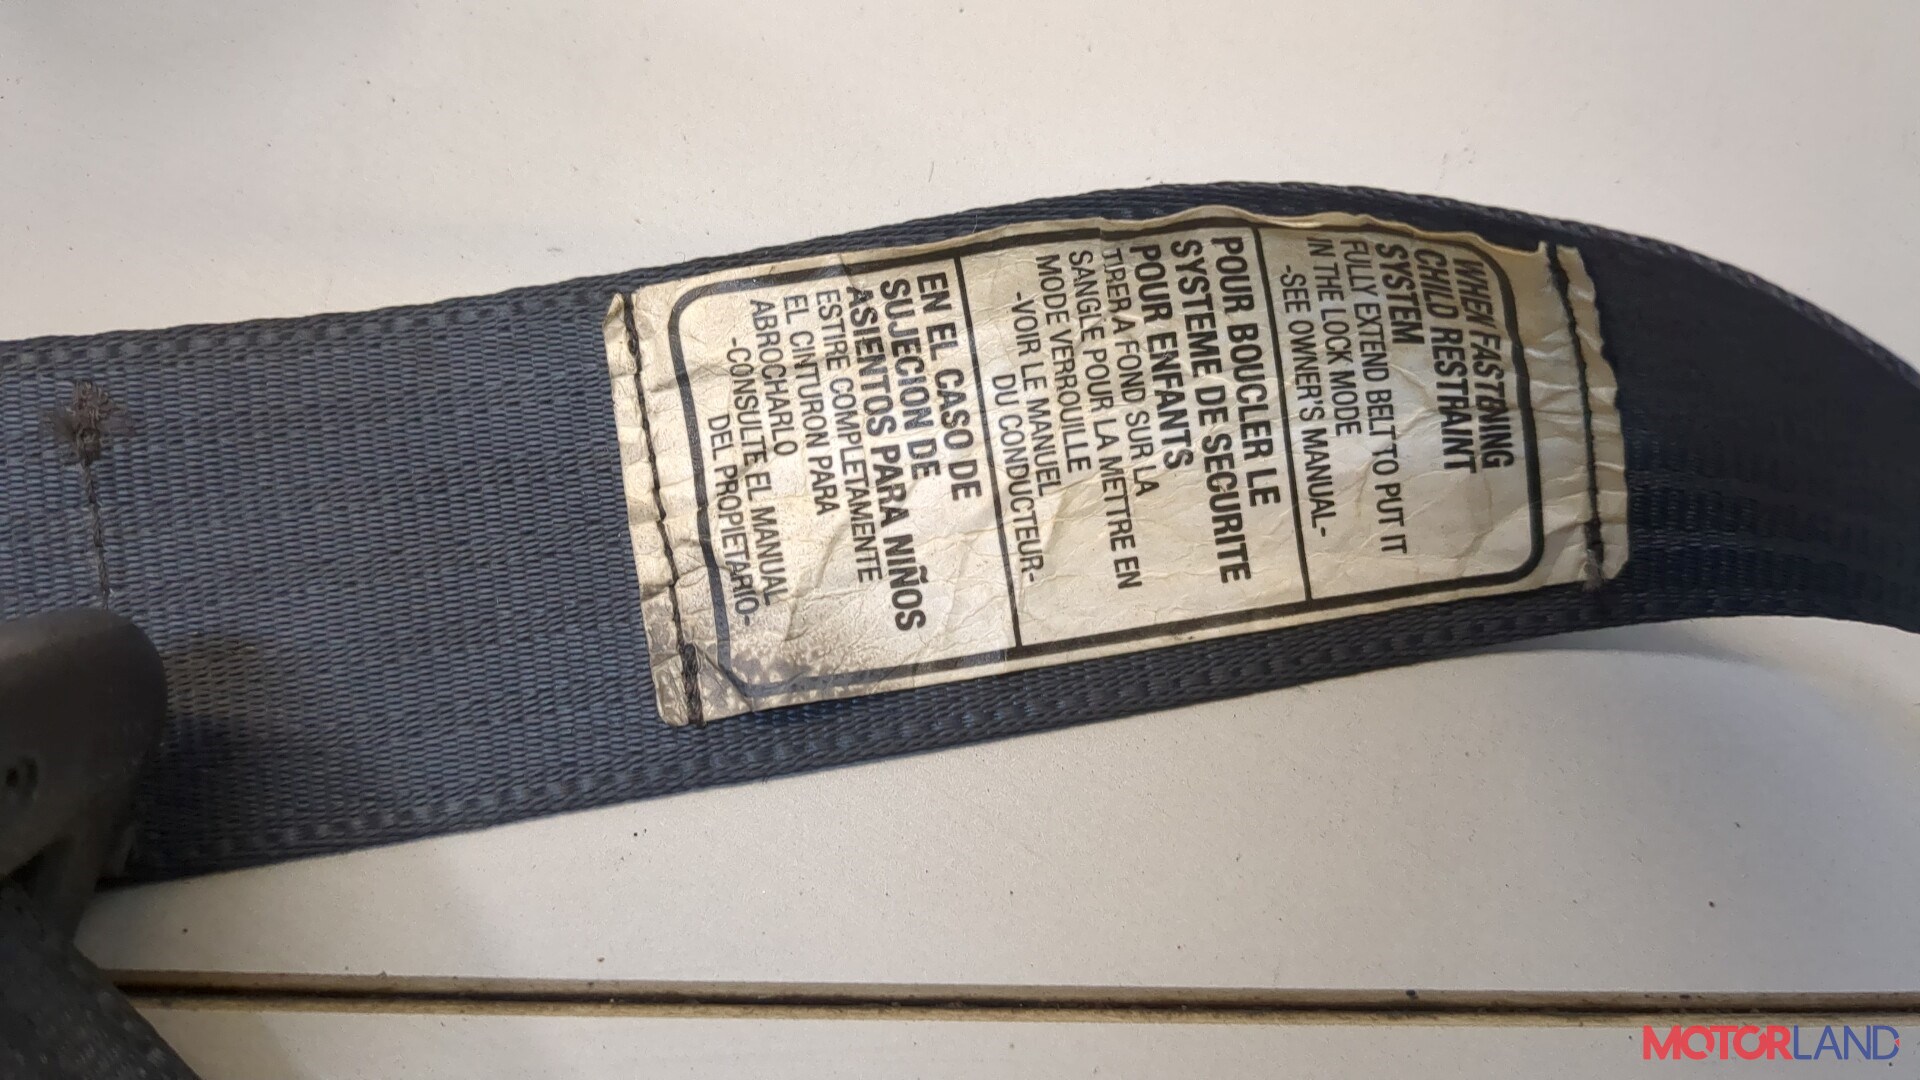 WHEN FASTENING
CHILD RESTRAINT
SYSTEM
FULLY EXTEND BELT TO PUT IT
IN THE LOCK MODE
-SEE OWNER'S MANUAL-
POUR BOUCLER LE
SYSTEME DE SECURITE
POUR ENFANTS
TIRER A FOND SUR LA
SANGLE POUR LA METTRE EN
MODE VERROUILLE
-VOIR LE MANUEL
DU CONDUCTEUR-
EN EL CASO DE
SUJECION DE
ASIENTOS PARA NIÑOS
ESTIRE COMPLETAMENTE
EL CINTURON PARA
ABROCHARLO
-CONSULTE EL MANUAL
DEL PROPIETARIO-
MOTORLAND